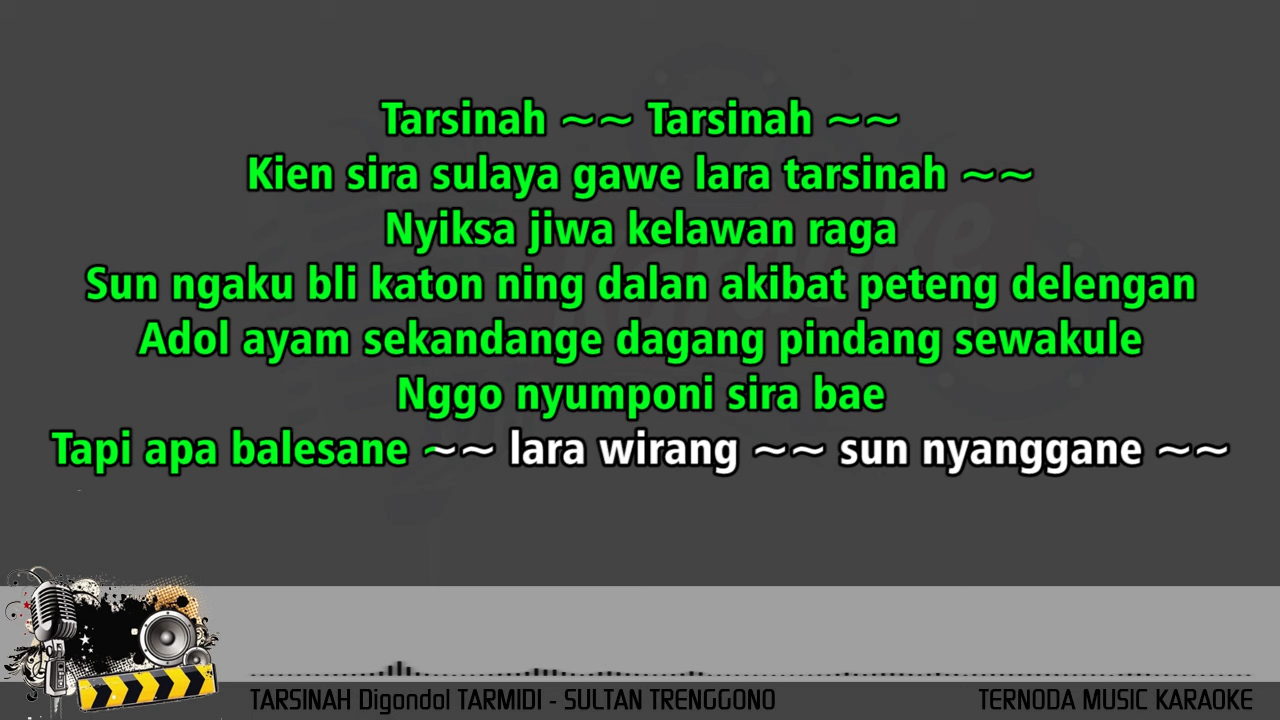 Tarsinah ~~ Tarsinah ~~
Kien sira sulaya gawe lara tarsinah ~~
Nyiksa jiwa kelawan raga
Sun ngaku bli katon ning dalan akibat peteng delengan
Adol ayam sekandange dagang pindang sewakule
Nggo nyumponi sira bae
Tapi apa balesane ~~ lara wirang ~~ sun nyanggane ~~
TARSINAH Digondol TARMIDI - SULTAN TRENGGONO
TERNODA MUSIC KARAOKE